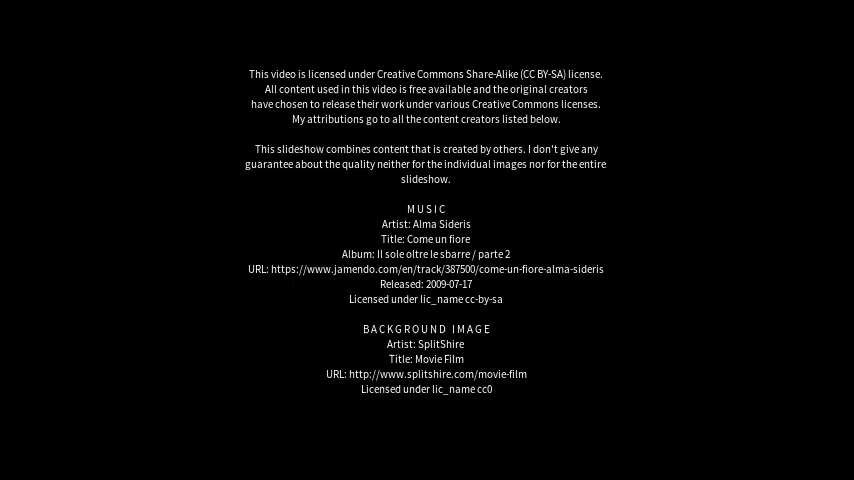 This video is licensed under Creative Commons Share-Alike (CC BY-SA) license.
All content used in this video is free available and the original creators
have chosen to release their work under various Creative Commons licenses.
My attributions go to all the content creators listed below.
This slideshow combines content that is created by others. I don't give any
guarantee about the quality neither for the individual images nor for the entire
slideshow.
MUSIC
Artist: Alma Sideris
Title: Come un fiore
Album: Il sole oltre le sbarre / parte 2
URL: https://www.jamendo.com/en/track/387500/come-un-fiore-alma-sideris
Released: 2009-07-17
Licensed under lic_name cc-by-sa
BACKGROUND IMAGE
Artist: SplitShire
Title: Movie Film
URL: http://www.splitshire.com/movie-film
Licensed under lic_name cc0